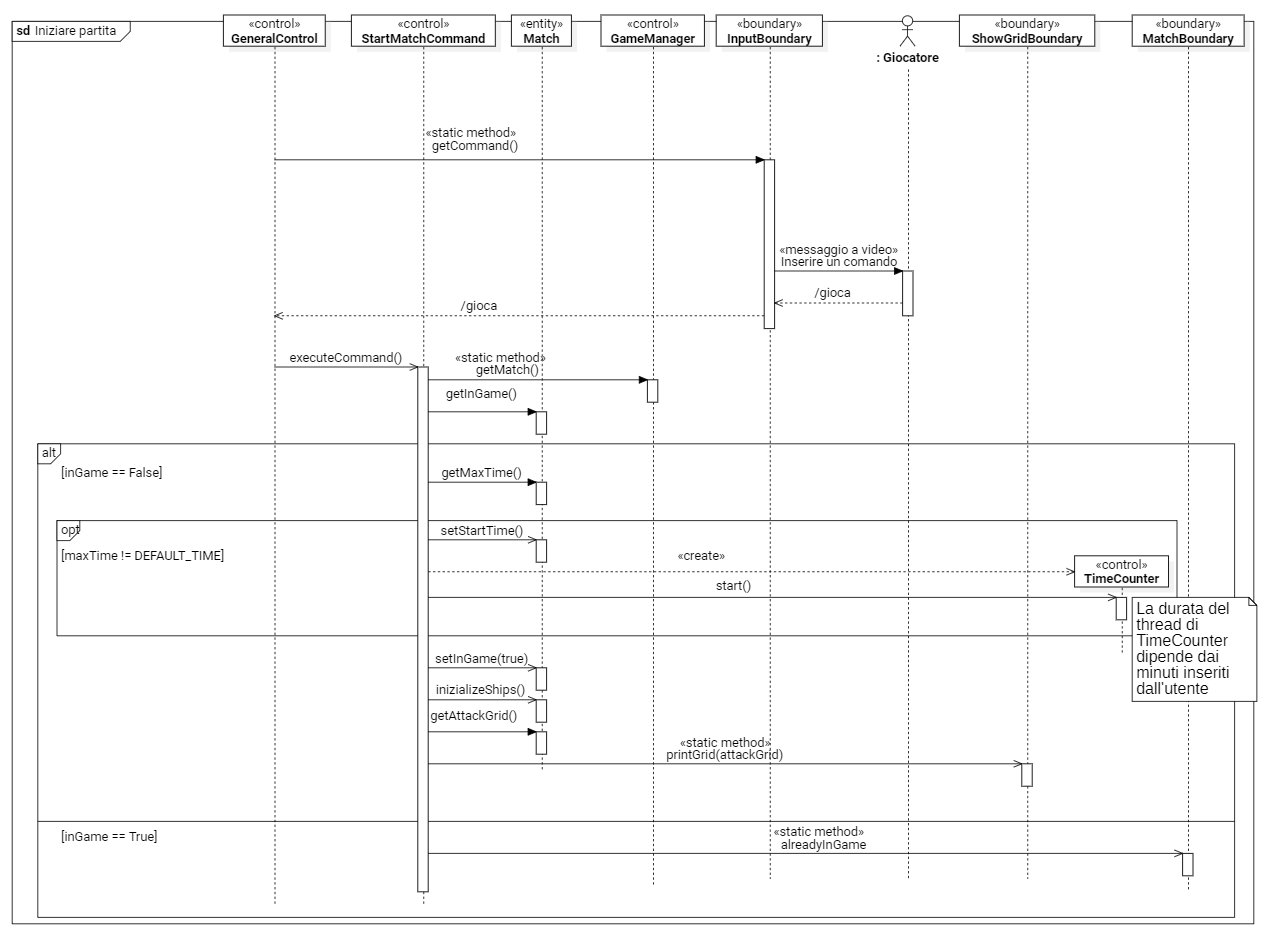 sd Iniziare partita
«control»
GeneralControl
«control»
StartMatchCommand
«entity»
Match
«control»
GameManager
«boundary»
InputBoundary
: Giocatore
«boundary»
ShowGridBoundary
«boundary»
MatchBoundary
«static method»
getCommand()
«messaggio a video»
Inserire un comando
/gioca
/gioca
executeCommand()
«static method»
getMatch()
getInGame()
alt
[inGame == False]
getMaxTime()
opt
setStartTime()
[maxTime != DEFAULT_TIME]
«create»
«control»
TimeCounter
start()
La durata del
thread di
TimeCounter
dipende dai
minuti inseriti
dall'utente
setInGame(true)
inizializeShips()
getAttackGrid()
«static method»
printGrid(attackGrid)
[inGame == True]
«static method»
alreadyInGame